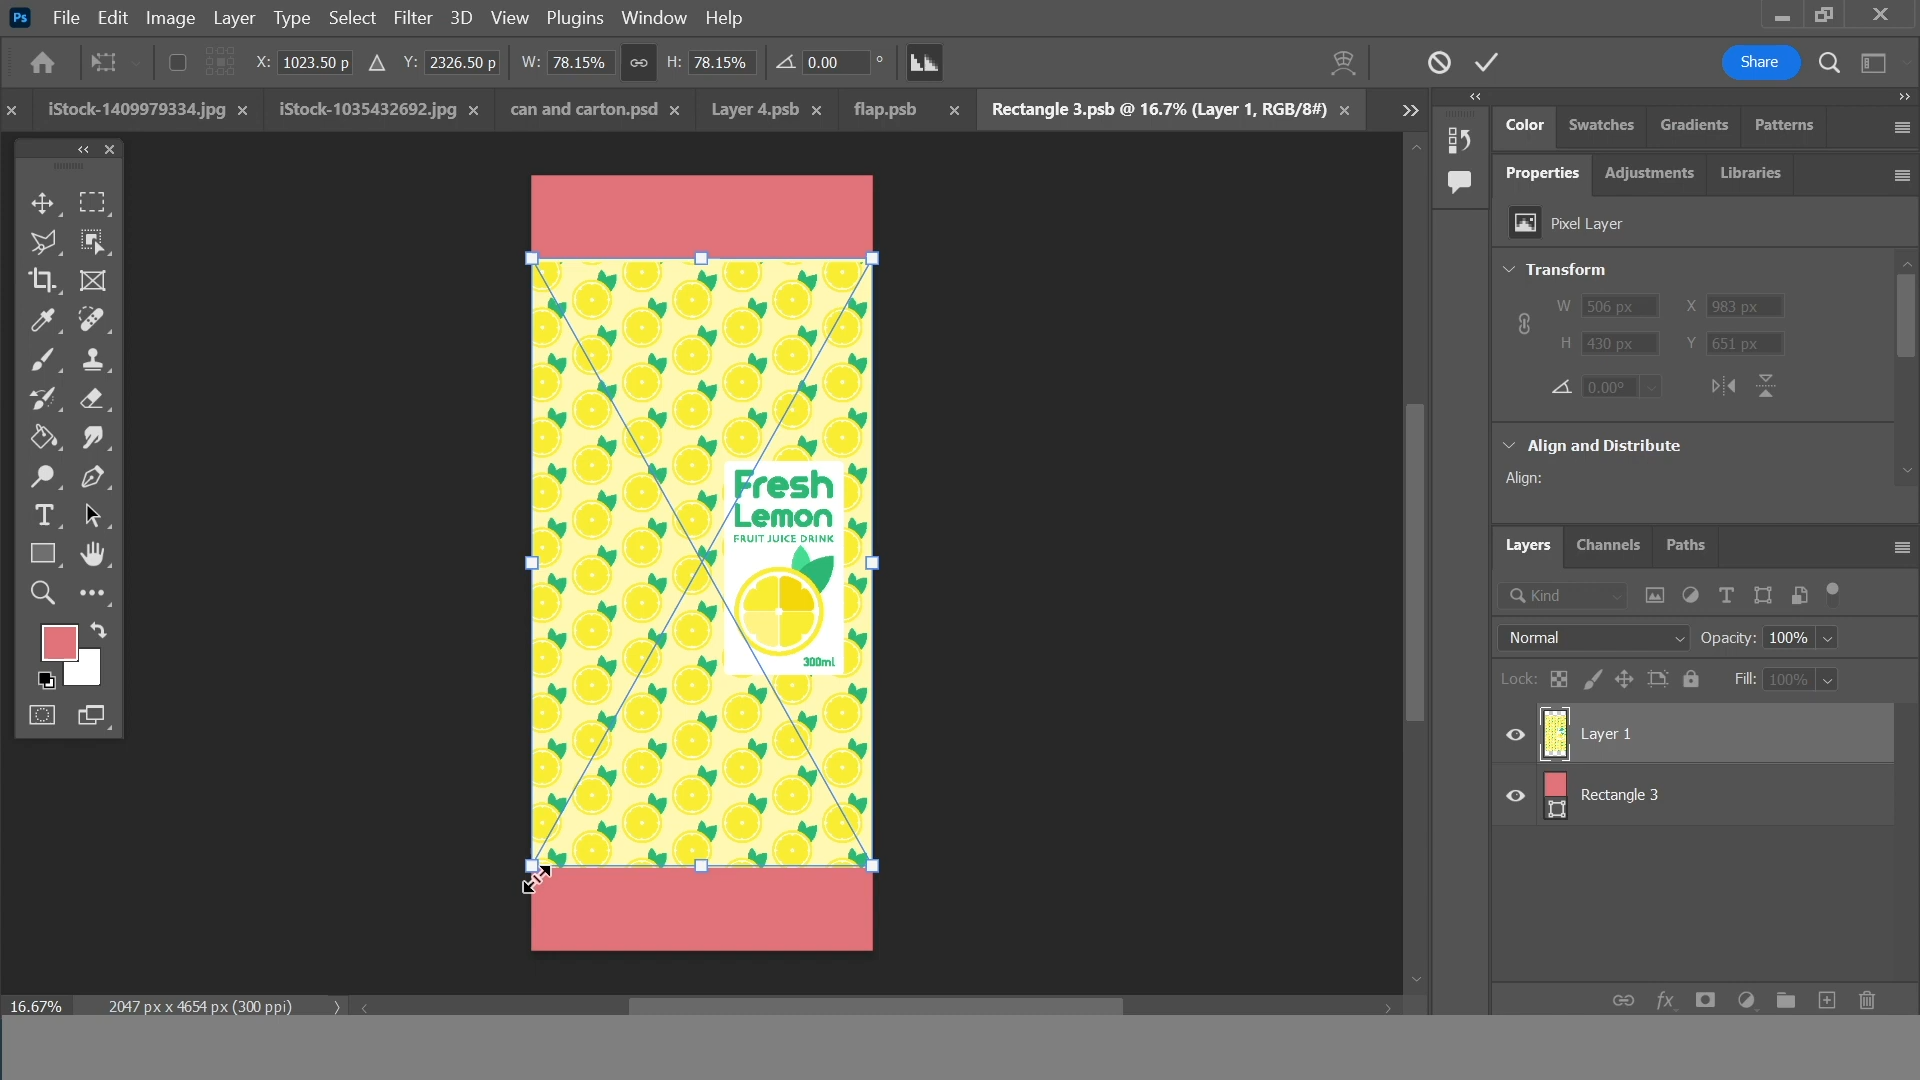 Ps File Edit Image Layer Type Select Filter 3D View Plugins Window Help
X: 1023.50 p Y: 2326.50 p W: 78.15% H: 78.15% 0.00 ° Share
iStock-1409979334.jpg iStock-1035432692.jpg can and carton.psd Layer 4.psb flap.psb Rectangle 3.psb @ 16.7% (Layer 1, RGB/8#)
Color Swatches Gradients Patterns
Properties Adjustments Libraries
Pixel Layer
Transform
W 506 px X 983 px
H 430 px Y 651 px
0.00°
Align and Distribute
Align:
Fresh
Lemon
FRUIT JUICE DRINK
300ml
Layers Channels Paths
Kind
Normal Opacity: 100%
Lock: Fill: 100%
Layer 1
Rectangle 3
16.67% 2047 px x 4654 px (300 ppi)